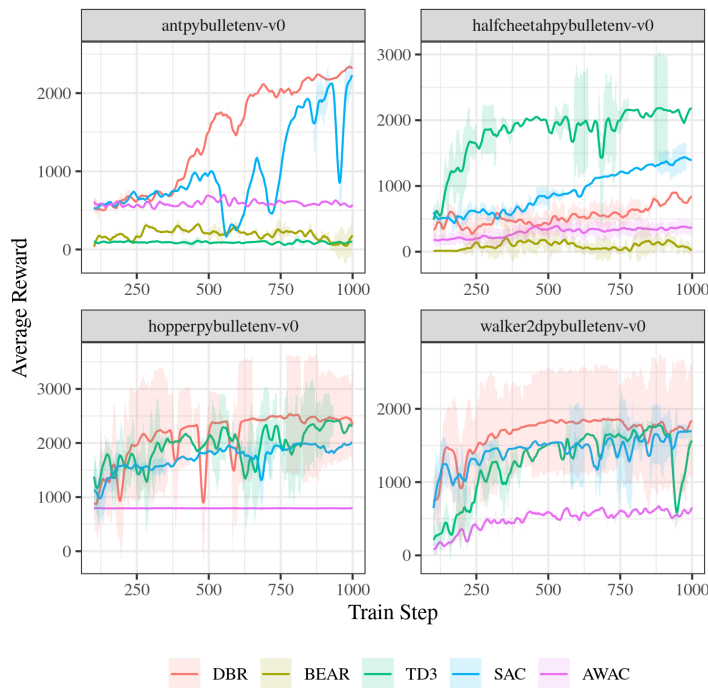 antpybulletenv-v0
halfcheetahpybulletenv-v0
2000
1000
0
3000
2000
1000
0
250
500
750
1000
250
500
750
1000
Average Reward
hopperpybulletenv-v0
walker2dpybulletenv-v0
3000
2000
1000
0
2000
1000
0
250
500
750
1000
250
500
750
1000
Train Step
DBR
BEAR
TD3
SAC
AWAC